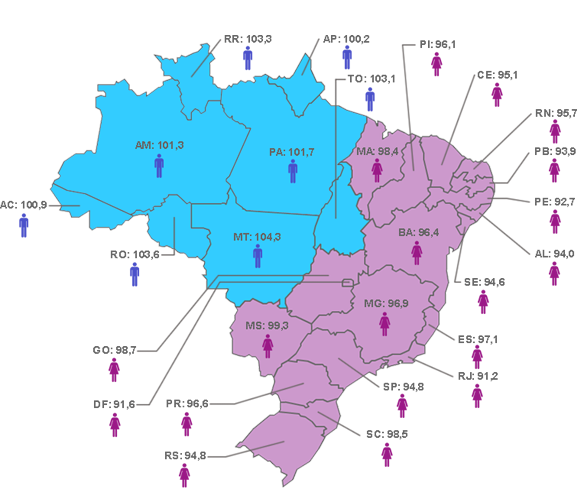 RR: 103,3
AP: 100,2
PI: 96,1
TO: 103,1
CE: 95,1
RN: 95,7
AM: 101,3
PA: 101,7
MA: 98,4
PB: 93,9
AC: 100,9
PE: 92,7
MT: 104,3
BA: 96,4
RO: 103,6
AL: 94,0
SE: 94,6
MG: 96,9
MS: 99,3
ES: 97,1
GO: 98,7
RJ: 91,2
SP: 94,8
DF: 91,6
PR: 96,6
SC: 98,5
RS: 94,8